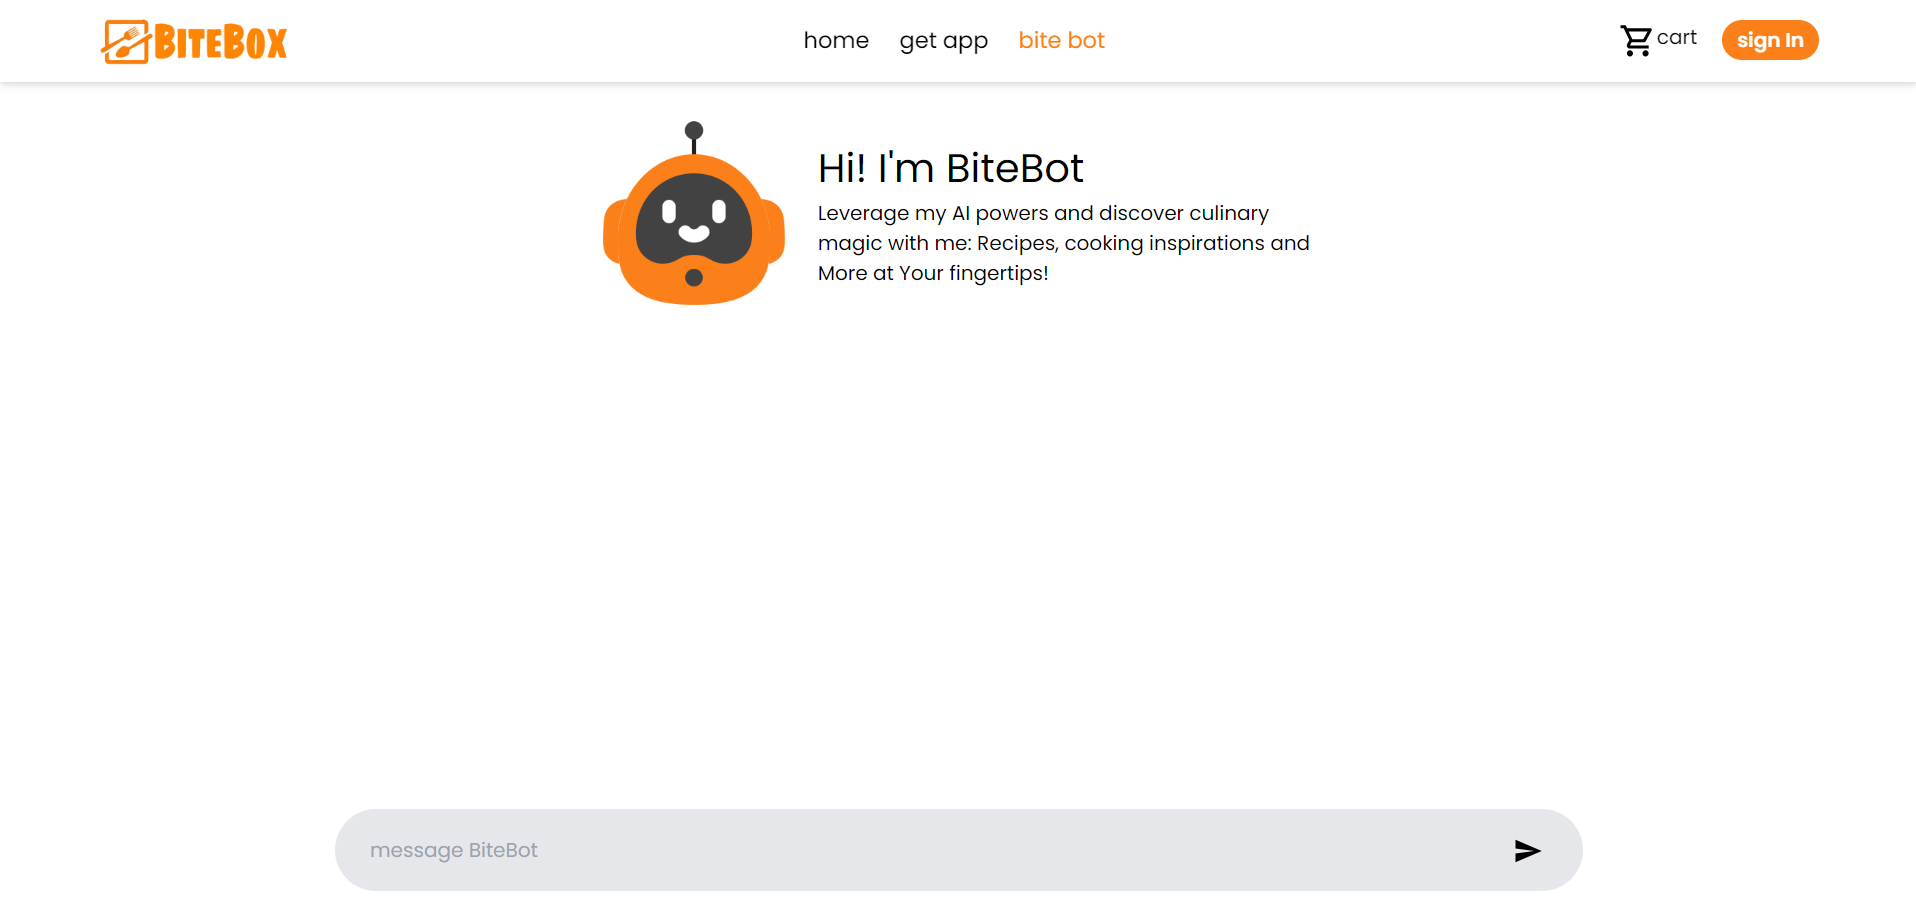 BITEBOX
home get app bite bot
cart sign In
Hi! I'm BiteBot
Leverage my AI powers and discover culinary
magic with me: Recipes, cooking inspirations and
More at Your fingertips!
message BiteBot